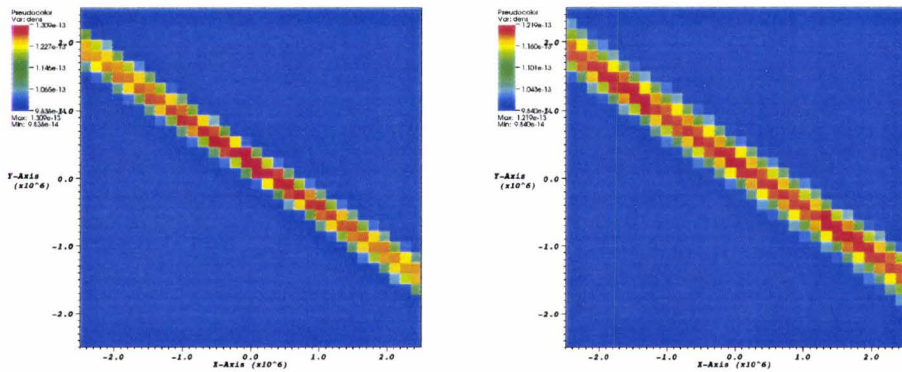 Pseudocolor
Var: dens
1.309e-13
1.227e-13
1.146e-13
1.065e-13
9.838e-14
Max: 1.309e-13
Min: 9.838e-14
2.0
0.0
-1.0
-2.0
Y-Axis
(x10^6)
-2.0
-1.0
0.0
1.0
2.0
X-Axis (x10^6)
Pseudocolor
Var: dens
1.219e-13
1.160e-13
1.101e-13
1.043e-13
9.840e-14
Max: 1.219e-13
Min: 9.840e-14
2.0
0.0
-1.0
-2.0
Y-Axis
(x10^6)
-2.0
-1.0
0.0
1.0
2.0
X-Axis (x10^6)